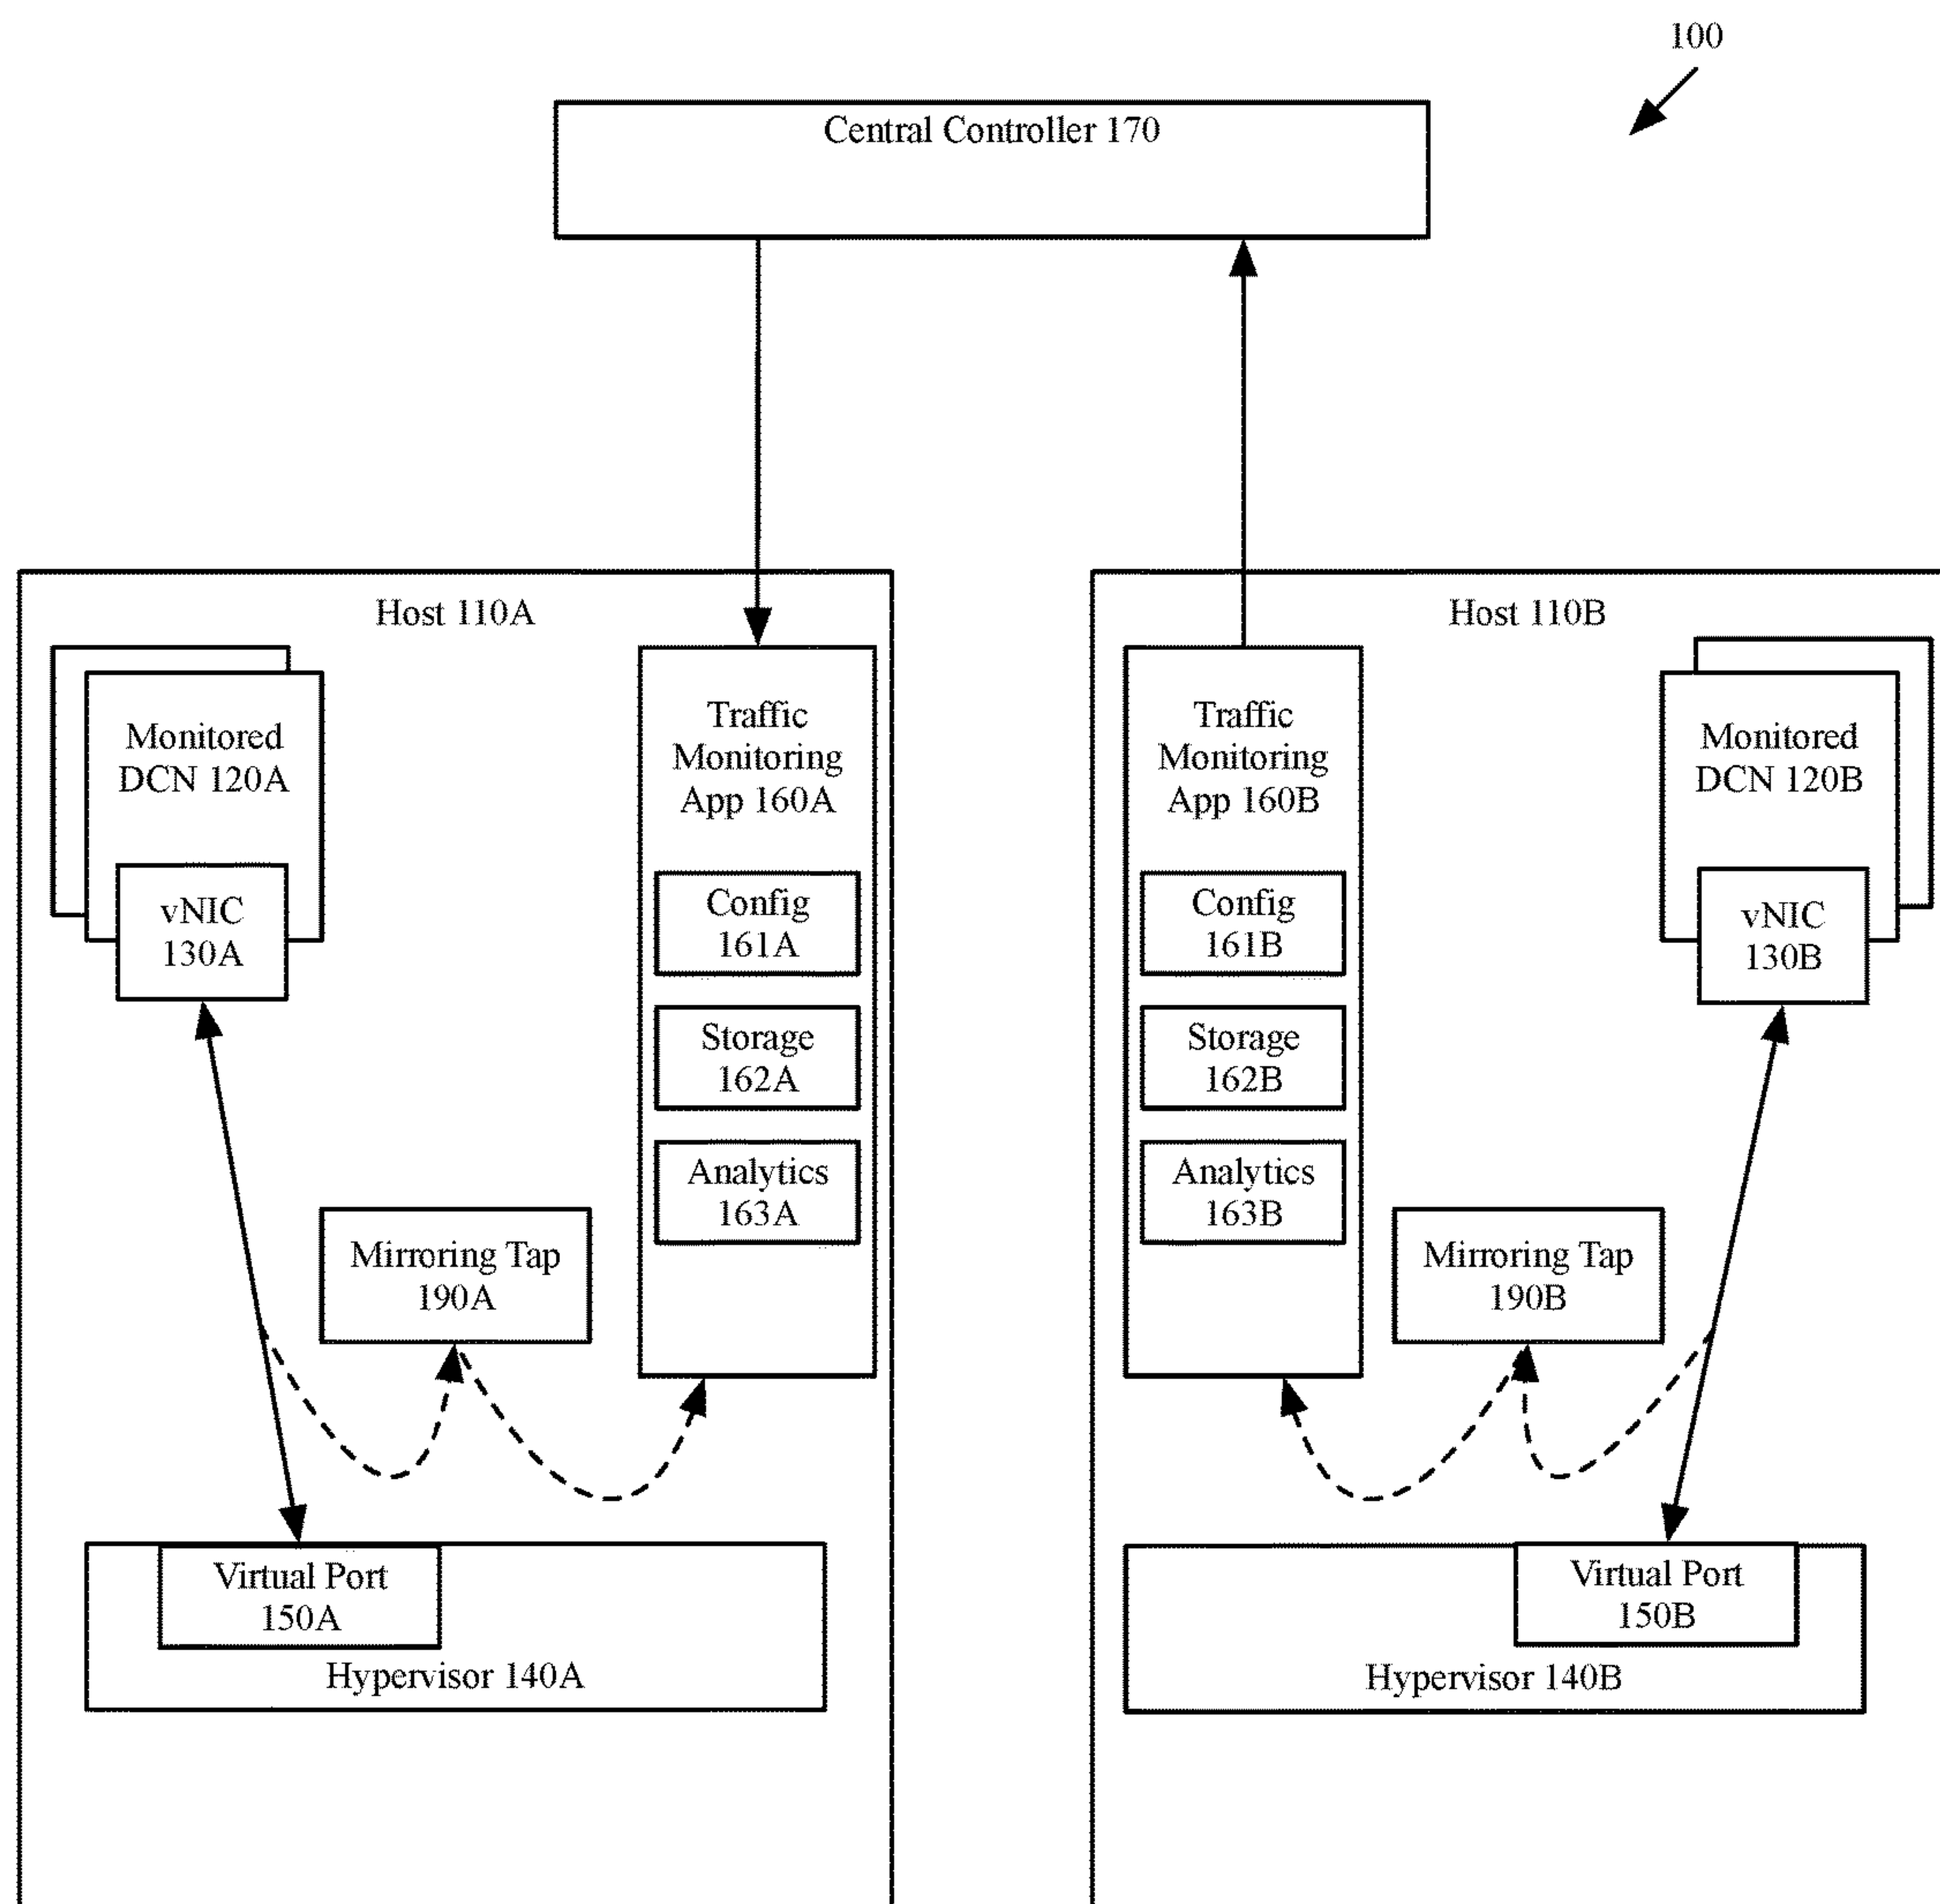 100
Central Controller 170
Host 110A
Monitored
DCN 120A
vNIC
130A
Traffic
Monitoring
App 160A
Config
161A
Storage
162A
Analytics
163A
Mirroring Tap
190A
Virtual Port
150A
Hypervisor 140A
Host 110B
Traffic
Monitoring
App 160B
Config
161B
Storage
162B
Analytics
163B
Monitored
DCN 120B
vNIC
130B
Mirroring Tap
190B
Virtual Port
150B
Hypervisor 140B